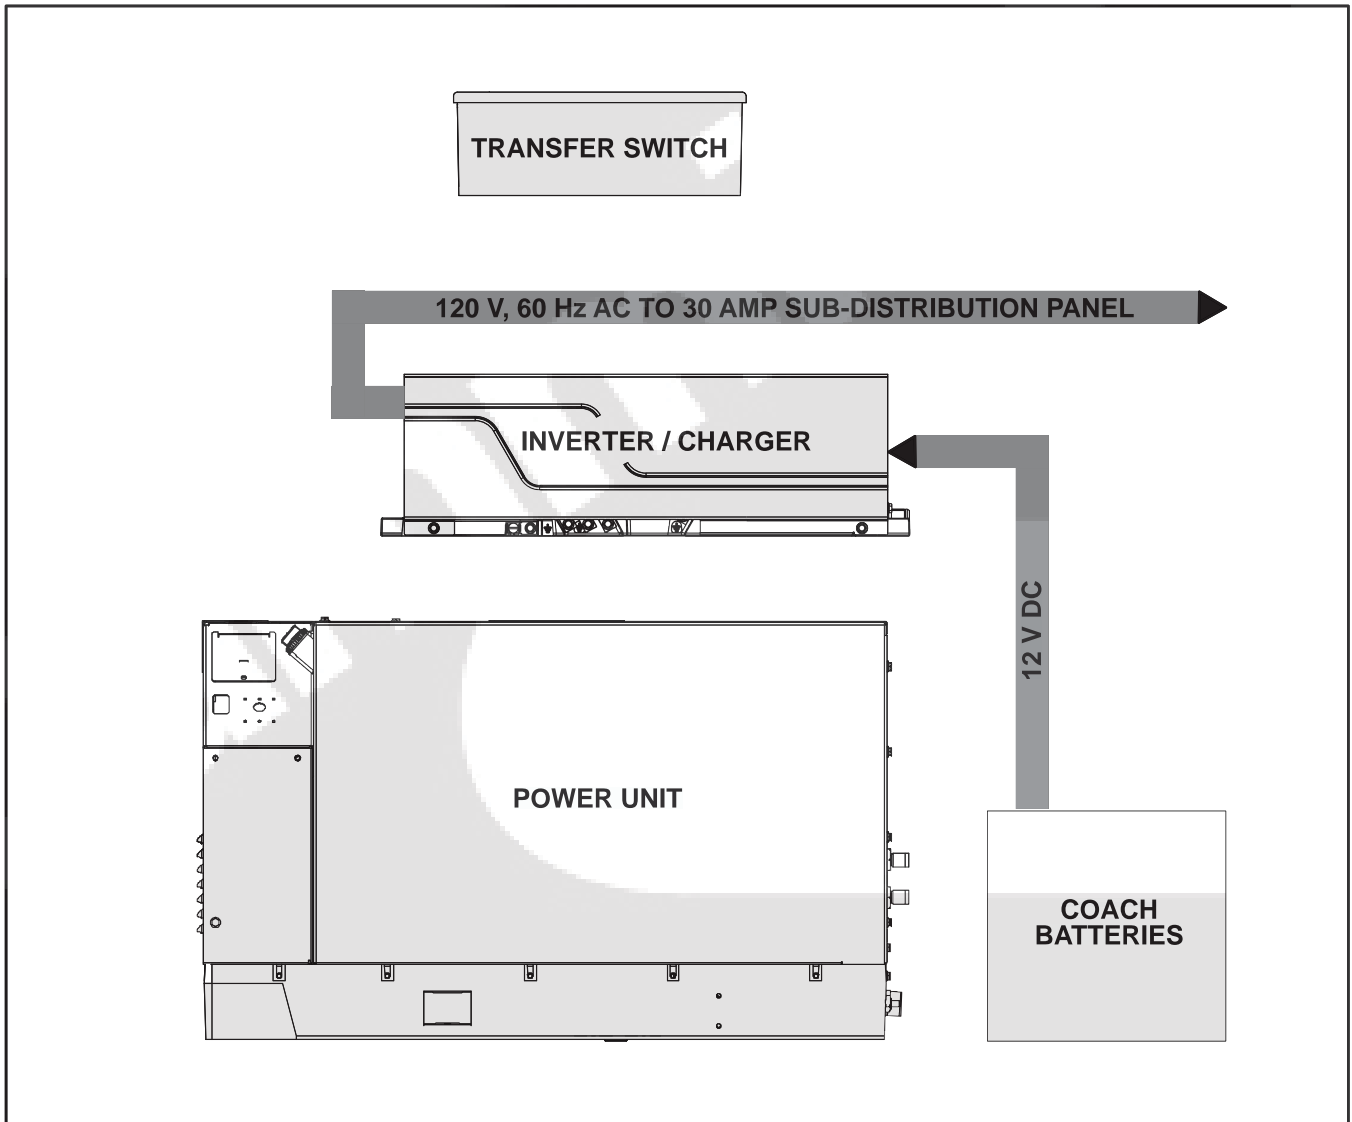 TRANSFER SWITCH
120 V, 60 Hz AC TO 30 AMP SUB-DISTRIBUTION PANEL
INVERTER / CHARGER
12 V DC
POWER UNIT
COACH
BATTERIES